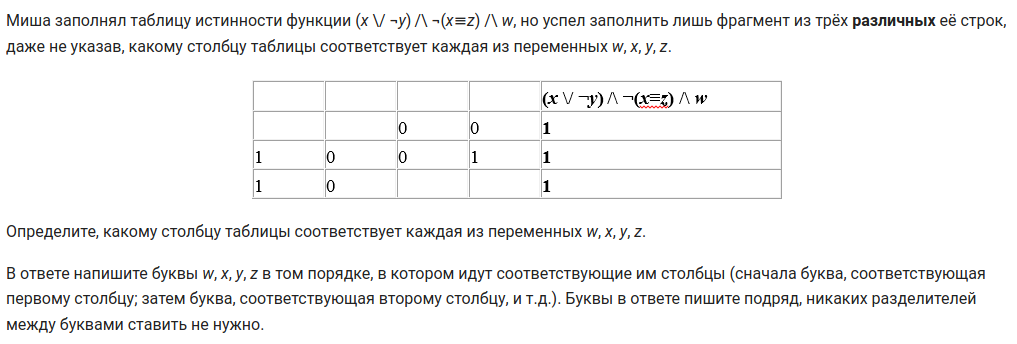 Миша заполнял таблицу истинности функции (x \/ ¬y) /\ ¬(x≡z) /\ w, но успел заполнить лишь фрагмент из трёх различных её строк,
даже не указав, какому столбцу таблицы соответствует каждая из переменных w, x, y, z.
(x \/ ¬y) /\ ¬(x≡z) /\ w
0 0 1
1 0 0 1 1
1 0 1
Определите, какому столбцу таблицы соответствует каждая из переменных w, x, y, z.
В ответе напишите буквы w, x, y, z в том порядке, в котором идут соответствующие им столбцы (сначала буква, соответствующая
первому столбцу; затем буква, соответствующая второму столбцу, и т.д.). Буквы в ответе пишите подряд, никаких разделителей
между буквами ставить не нужно.